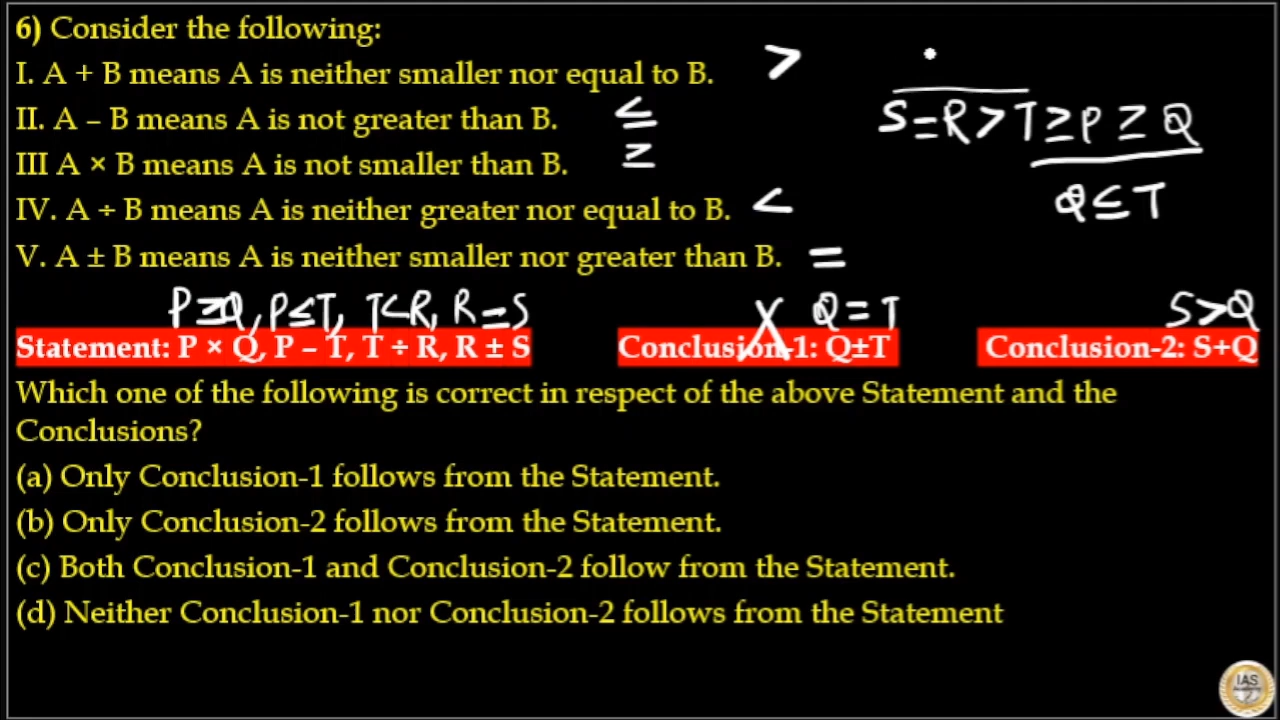 6) Consider the following:
I. A + B means A is neither smaller nor equal to B. >
II. A – B means A is not greater than B. ≤
S=R>T≥P≥Q
III A × B means A is not smaller than B. ≥
IV. A ÷ B means A is neither greater nor equal to B. <
Q≤T
V. A ± B means A is neither smaller nor greater than B. =
P≥Q, P≤T, T<R, R=S
X Q=T
S>Q
Statement: P × Q, P – T, T ÷ R, R ± S
Conclusion-1: Q±T
Conclusion-2: S+Q
Which one of the following is correct in respect of the above Statement and the
Conclusions?
(a) Only Conclusion-1 follows from the Statement.
(b) Only Conclusion-2 follows from the Statement.
(c) Both Conclusion-1 and Conclusion-2 follow from the Statement.
(d) Neither Conclusion-1 nor Conclusion-2 follows from the Statement
IAS